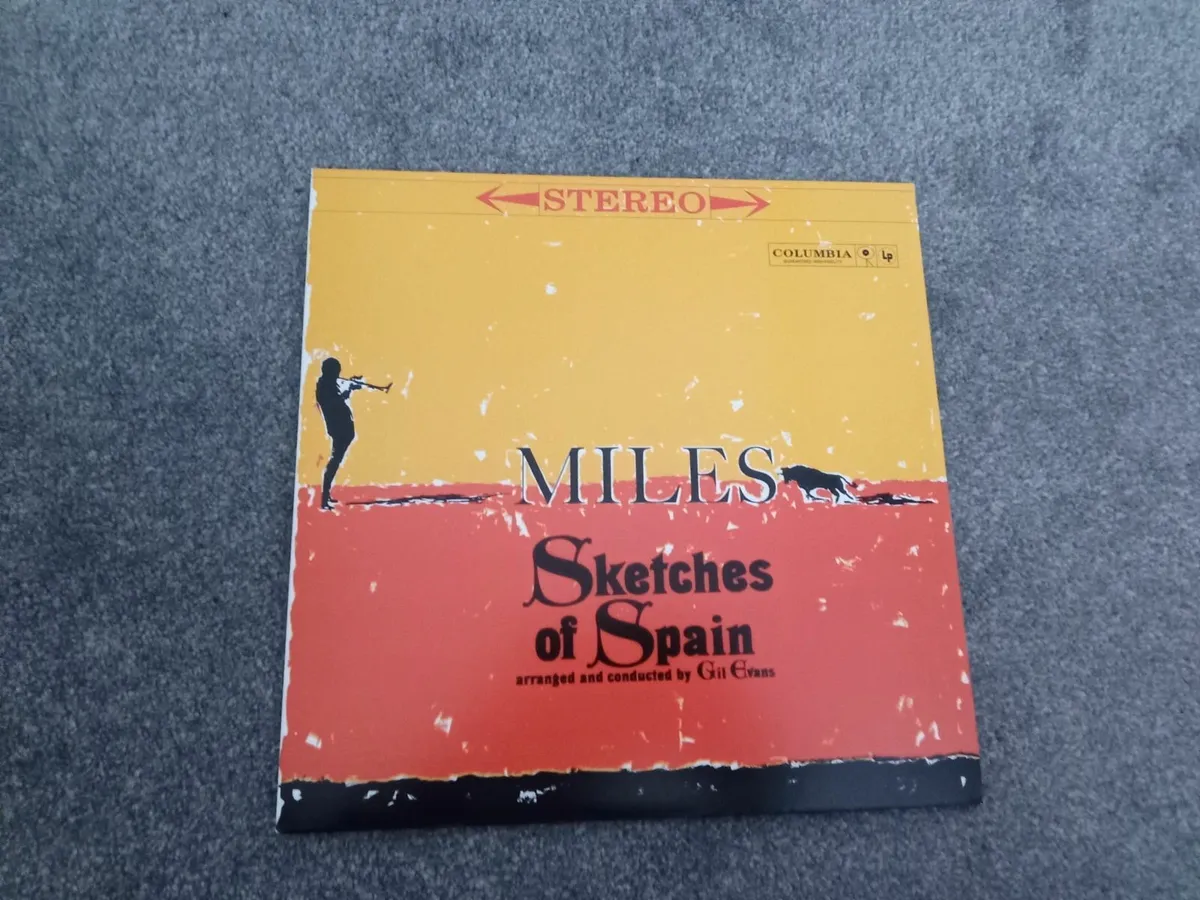 STEREO
COLUMBIA
Lp
MILES
Sketches
of Spain
arranged and conducted by Gil Evans